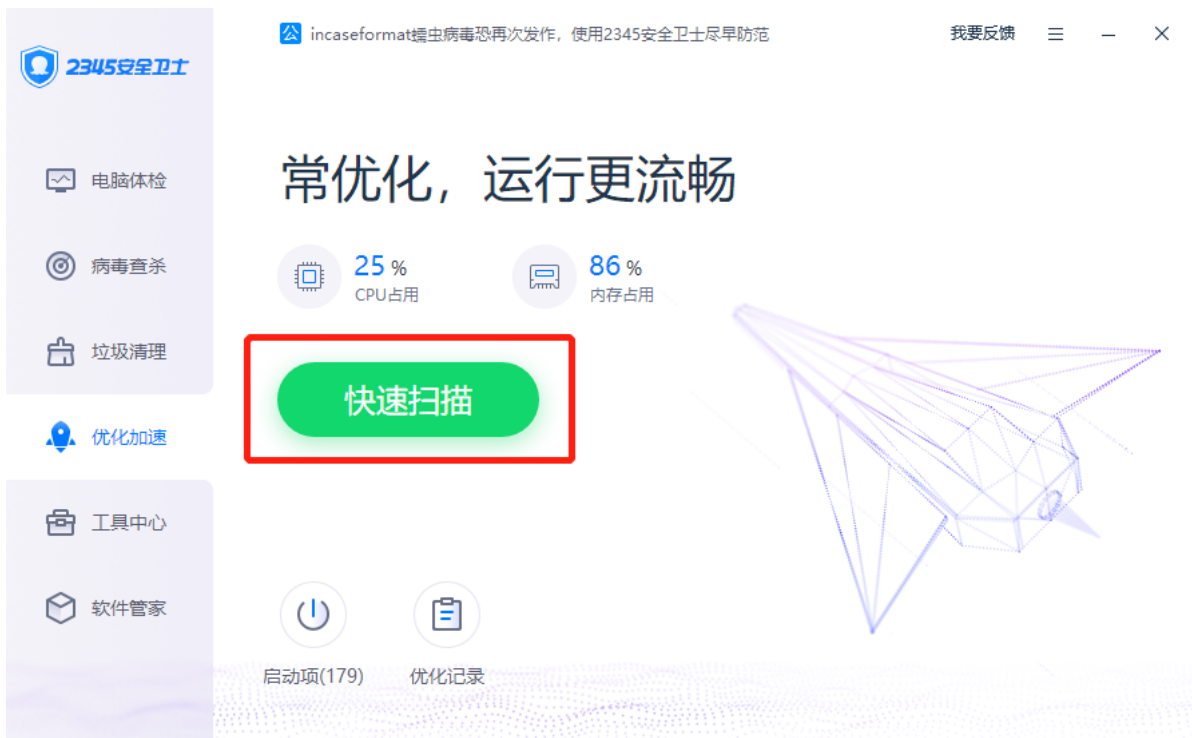 公 incaseformat蠕虫病毒恐再次发作，使用2345安全卫士尽早防范
我要反馈
2345安全卫士
电脑体检
病毒查杀
垃圾清理
优化加速
工具中心
软件管家
常优化，运行更流畅
25 %
CPU占用
86 %
内存占用
快速扫描
启动项(179)
优化记录